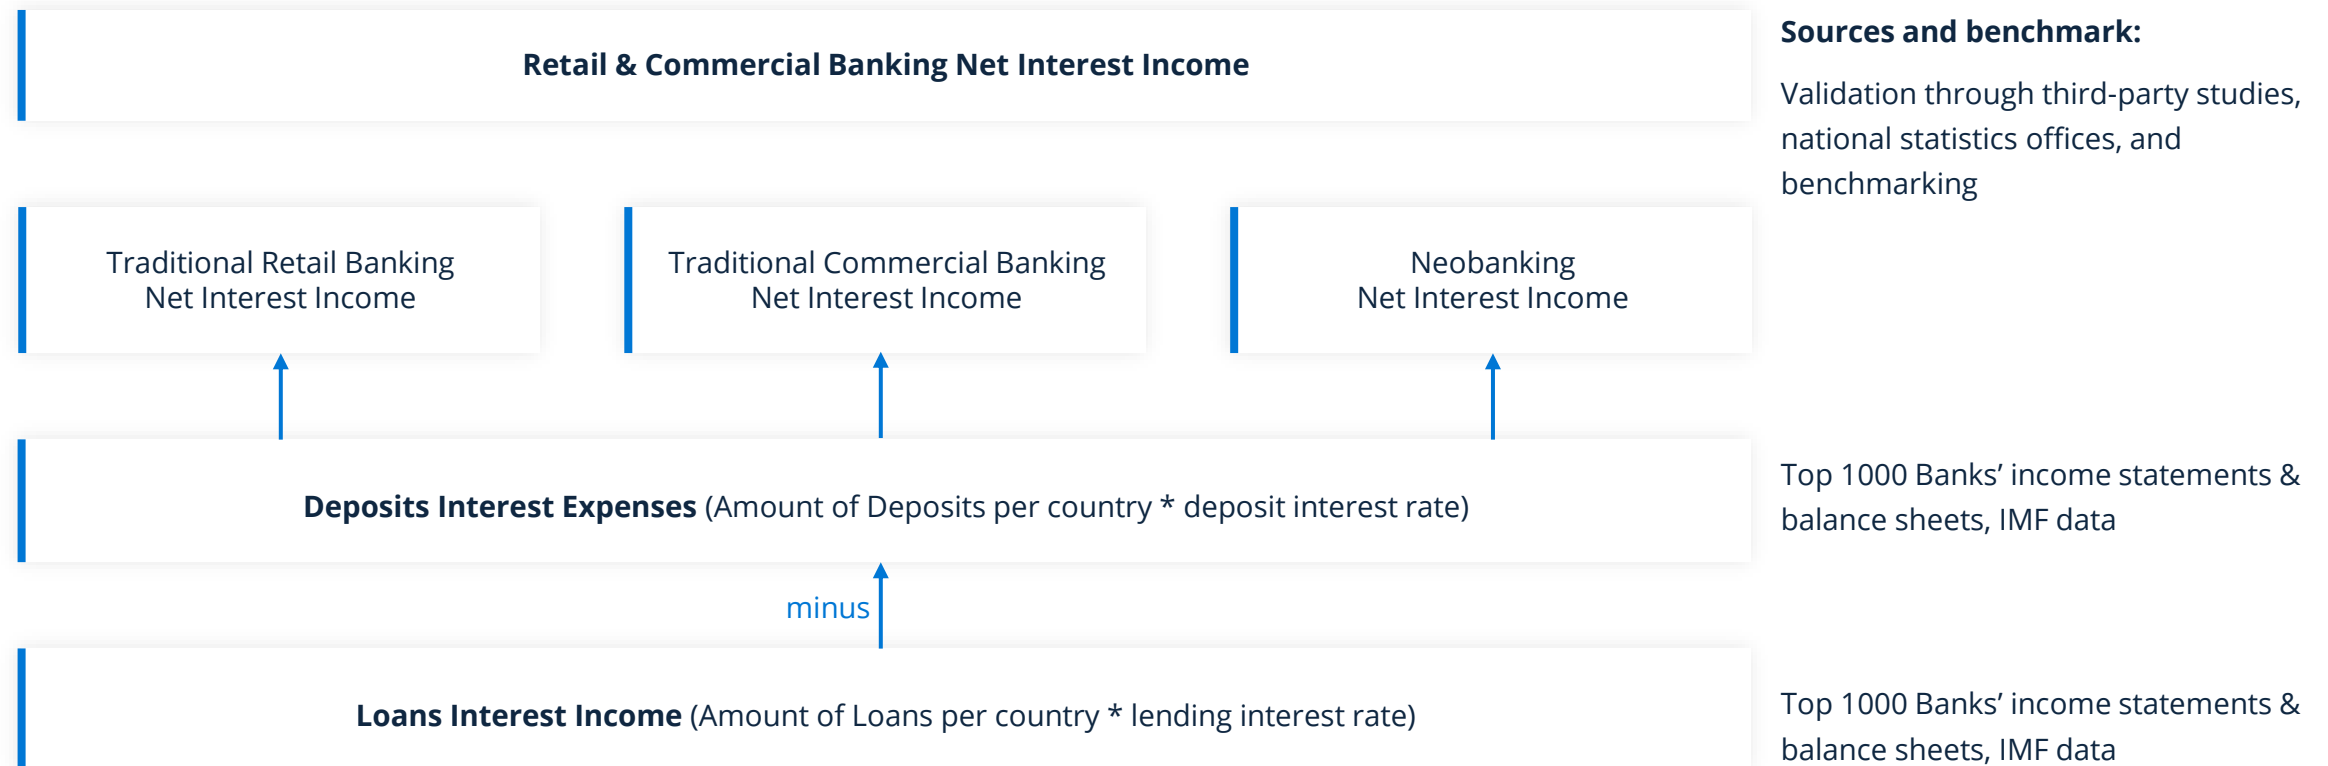 Retail & Commercial Banking Net Interest Income
Sources and benchmark:
Validation through third-party studies,
national statistics offices, and
benchmarking
Traditional Retail Banking
Net Interest Income
Traditional Commercial Banking
Net Interest Income
Neobanking
Net Interest Income
Deposits Interest Expenses (Amount of Deposits per country * deposit interest rate)
Top 1000 Banks’ income statements &
balance sheets, IMF data
minus
Loans Interest Income (Amount of Loans per country * lending interest rate)
Top 1000 Banks’ income statements &
balance sheets, IMF data